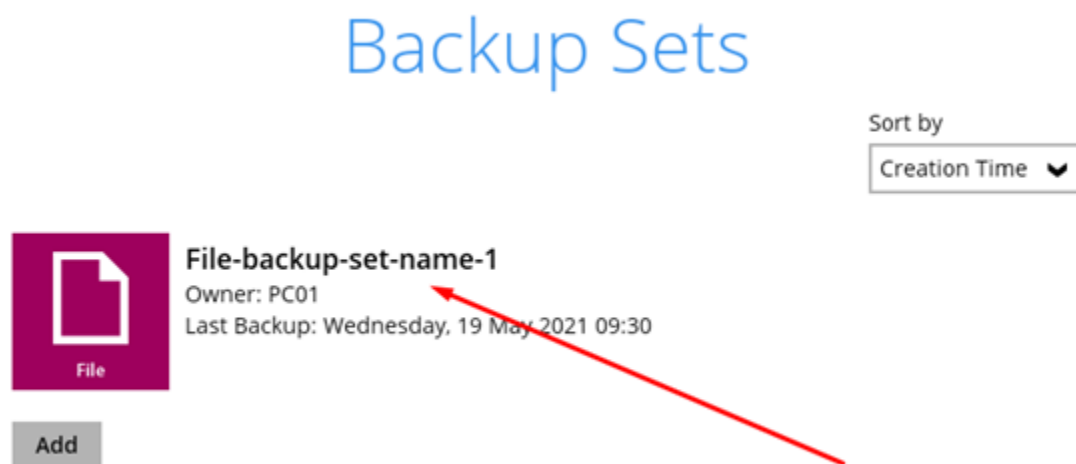 Backup Sets
Sort by
Creation Time
File-backup-set-name-1
Owner: PC01
Last Backup: Wednesday, 19 May 2021 09:30
File
Add